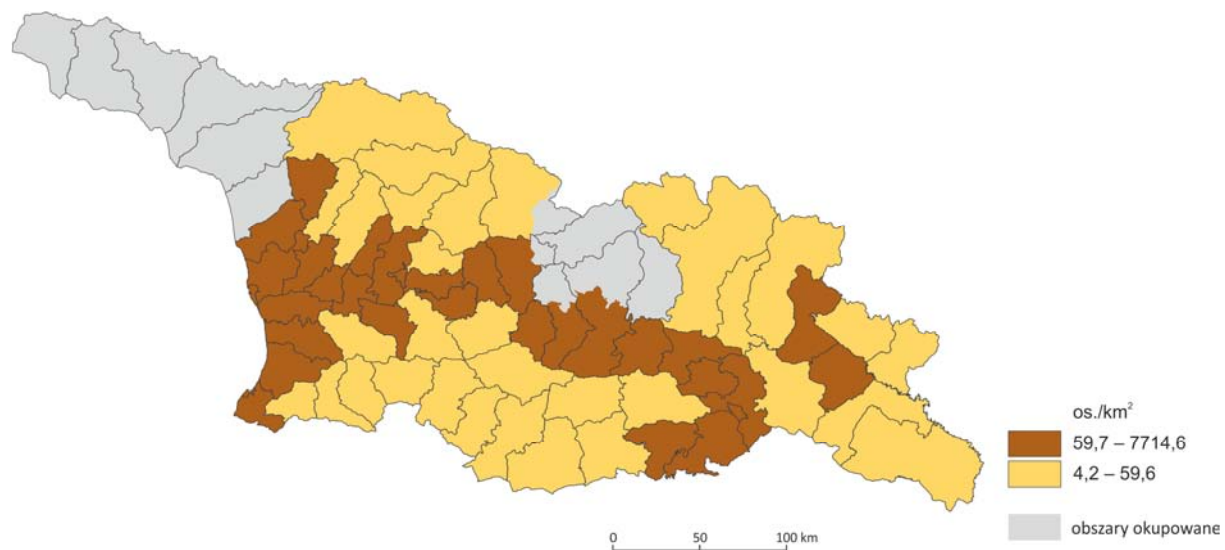 os./km²
59,7 – 7714,6
4,2 – 59,6
obszary okupowane
0 50 100 km